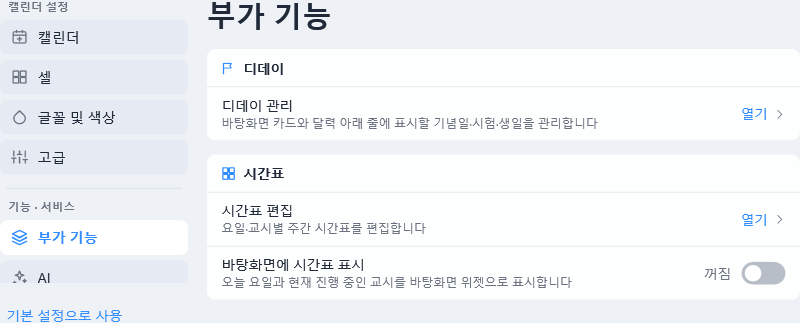 캘린더 설정
캘린더
셀
글꼴 및 색상
고급
기능 · 서비스
부가 기능
AI
기본 설정으로 사용
부가 기능
디데이
디데이 관리
바탕화면 카드와 달력 아래 줄에 표시할 기념일·시험·생일을 관리합니다
열기
시간표
시간표 편집
요일·교시별 주간 시간표를 편집합니다
열기
바탕화면에 시간표 표시
오늘 요일과 현재 진행 중인 교시를 바탕화면 위젯으로 표시합니다
꺼짐